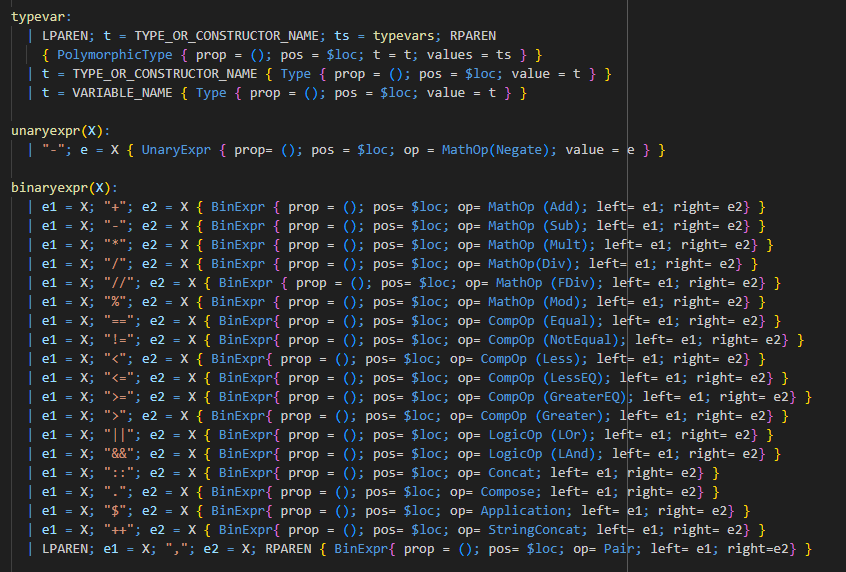 typevar:
| LPAREN; t = TYPE_OR_CONSTRUCTOR_NAME; ts = typevars; RPAREN
{ PolymorphicType { prop = (); pos = $loc; t = t; values = ts } }
| t = TYPE_OR_CONSTRUCTOR_NAME { Type { prop = (); pos = $loc; value = t } }
| t = VARIABLE_NAME { Type { prop = (); pos = $loc; value = t } }
unaryexpr(X):
| "-"; e = X { UnaryExpr { prop= (); pos = $loc; op = MathOp(Negate); value = e } }
binaryexpr(X):
| e1 = X; "+"; e2 = X { BinExpr { prop = (); pos= $loc; op= MathOp (Add); left= e1; right= e2} }
| e1 = X; "-"; e2 = X { BinExpr { prop = (); pos= $loc; op= MathOp (Sub); left= e1; right= e2} }
| e1 = X; "*"; e2 = X { BinExpr { prop = (); pos= $loc; op= MathOp (Mult); left= e1; right= e2} }
| e1 = X; "/"; e2 = X { BinExpr { prop = (); pos= $loc; op= MathOp(Div); left= e1; right= e2} }
| e1 = X; "//"; e2 = X { BinExpr { prop = (); pos= $loc; op= MathOp (FDiv); left= e1; right= e2} }
| e1 = X; "%"; e2 = X { BinExpr { prop = (); pos= $loc; op= MathOp (Mod); left= e1; right= e2} }
| e1 = X; "=="; e2 = X { BinExpr{ prop = (); pos= $loc; op= CompOp (Equal); left= e1; right= e2} }
| e1 = X; "!="; e2 = X { BinExpr{ prop = (); pos= $loc; op= CompOp (NotEqual); left= e1; right= e2} }
| e1 = X; "<"; e2 = X { BinExpr{ prop = (); pos= $loc; op= CompOp (Less); left= e1; right= e2} }
| e1 = X; "<="; e2 = X { BinExpr{ prop = (); pos= $loc; op= CompOp (LessEQ); left= e1; right= e2} }
| e1 = X; ">="; e2 = X { BinExpr{ prop = (); pos= $loc; op= CompOp (GreaterEQ); left= e1; right= e2} }
| e1 = X; ">"; e2 = X { BinExpr{ prop = (); pos= $loc; op= CompOp (Greater); left= e1; right= e2} }
| e1 = X; "||"; e2 = X { BinExpr{ prop = (); pos= $loc; op= LogicOp (LOr); left= e1; right= e2} }
| e1 = X; "&&"; e2 = X { BinExpr{ prop = (); pos= $loc; op= LogicOp (LAnd); left= e1; right= e2} }
| e1 = X; "::"; e2 = X { BinExpr{ prop = (); pos= $loc; op= Concat; left= e1; right= e2} }
| e1 = X; "."; e2 = X { BinExpr{ prop = (); pos= $loc; op= Compose; left= e1; right= e2} }
| e1 = X; "$"; e2 = X { BinExpr{ prop = (); pos= $loc; op= Application; left= e1; right= e2} }
| e1 = X; "++"; e2 = X { BinExpr{ prop = (); pos= $loc; op= StringConcat; left= e1; right= e2} }
| LPAREN; e1 = X; ","; e2 = X; RPAREN { BinExpr{ prop = (); pos= $loc; op= Pair; left= e1; right=e2} }